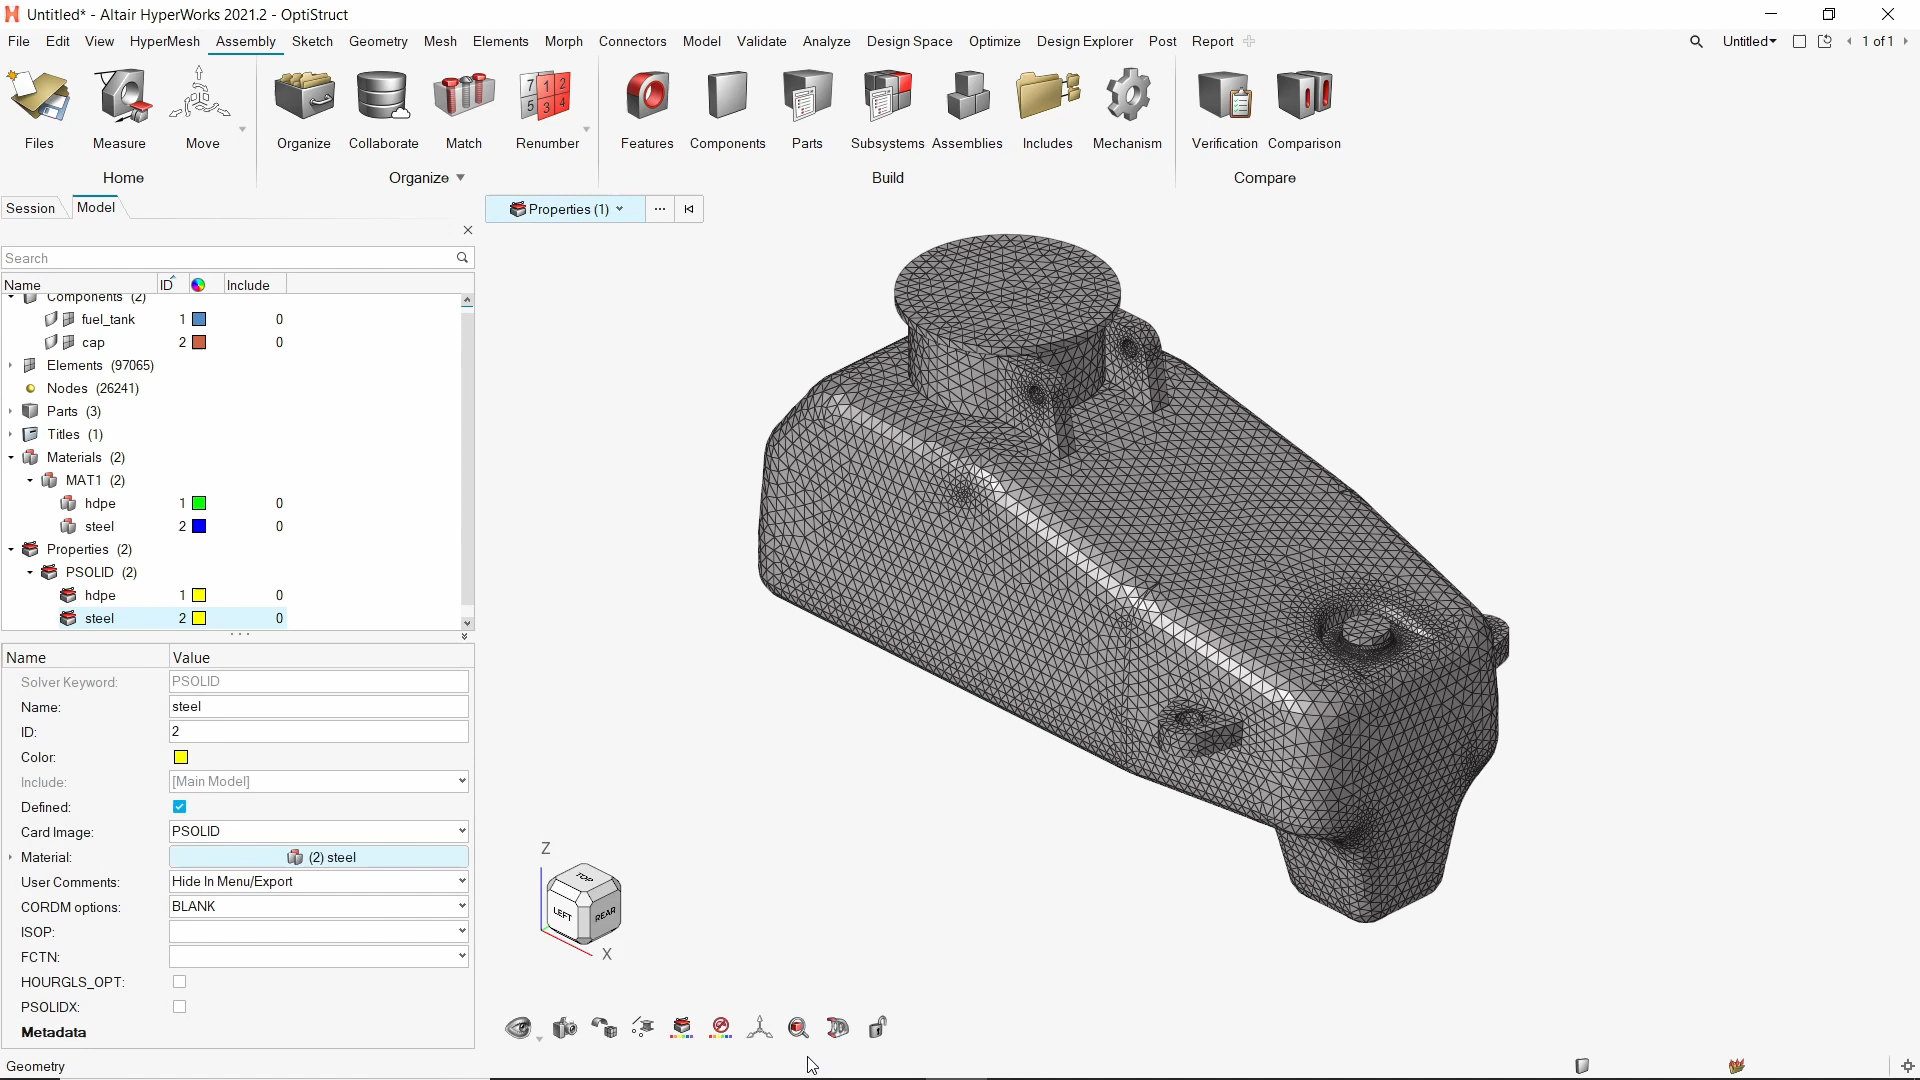 Untitled* - Altair HyperWorks 2021.2 - OptiStruct
File Edit View HyperMesh Assembly Sketch Geometry Mesh Elements Morph Connectors Model Validate Analyze Design Space Optimize Design Explorer Post Report Untitled 1 of 1
7 1 2
5 3 4
Files Measure Move Organize Collaborate Match Renumber Features Components Parts Subsystems Assemblies Includes Mechanism Verification Comparison
Home Organize Build Compare
Session Model
Properties (1) ...
Search
Name ID Include
Components (2)
fuel_tank 1 0
cap 2 0
Elements (97065)
Nodes (26241)
Parts (3)
Titles (1)
Materials (2)
MAT1 (2)
hdpe 1 0
steel 2 0
Properties (2)
PSOLID (2)
hdpe 1 0
steel 2 0
Name Value
Solver Keyword: PSOLID
Name: steel
ID: 2
Color:
Include: [Main Model]
Defined:
Card Image: PSOLID
Material: (2) steel
User Comments: Hide In Menu/Export
CORDM options: BLANK
ISOP:
FCTN:
HOURGLS_OPT:
PSOLIDX:
Metadata
Z
TOP
LEFT REAR
X
Geometry